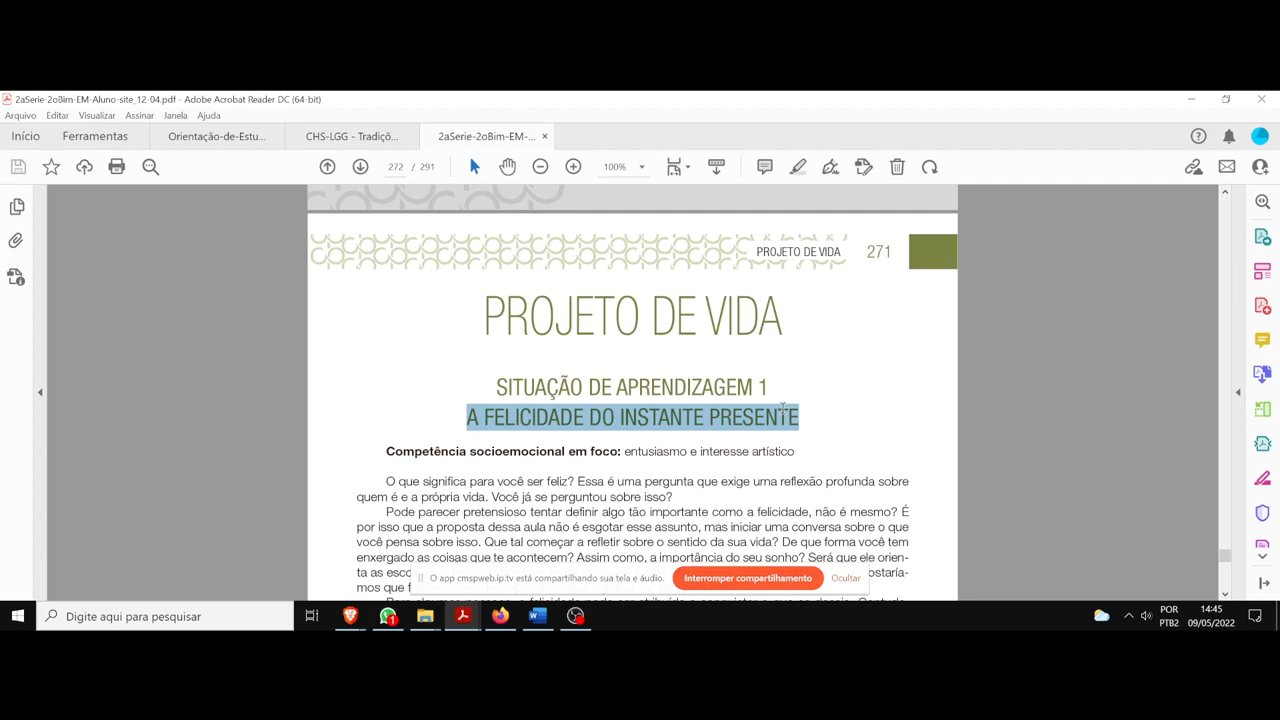 2aSerie-2oBim-EM-Aluno-site_12-04.pdf - Adobe Acrobat Reader DC (64-bit)
Arquivo Editar Visualizar Assinar Janela Ajuda
Início Ferramentas Orientação-de-Estu... CHS-LGG - Tradiçõ... 2aSerie-2oBim-EM-... ×
272 / 291 100%
PROJETO DE VIDA 271
PROJETO DE VIDA
SITUAÇÃO DE APRENDIZAGEM 1
A FELICIDADE DO INSTANTE PRESENTE
Competência socioemocional em foco: entusiasmo e interesse artístico
O que significa para você ser feliz? Essa é uma pergunta que exige uma reflexão profunda sobre
quem é e a própria vida. Você já se perguntou sobre isso?
Pode parecer pretensioso tentar definir algo tão importante como a felicidade, não é mesmo? É
por isso que a proposta dessa aula não é esgotar esse assunto, mas iniciar uma conversa sobre o que
você pensa sobre isso. Que tal começar a refletir sobre o sentido da sua vida? De que forma você tem
enxergado as coisas que te acontecem? Assim como, a importância do seu sonho? Será que ele orien-
ta as esco
mos que f
O app cmspweb.ip.tv está compartilhando sua tela e áudio. Interromper compartilhamento Ocultar
Digite aqui para pesquisar
1
POR
PTB2
14:45
09/05/2022